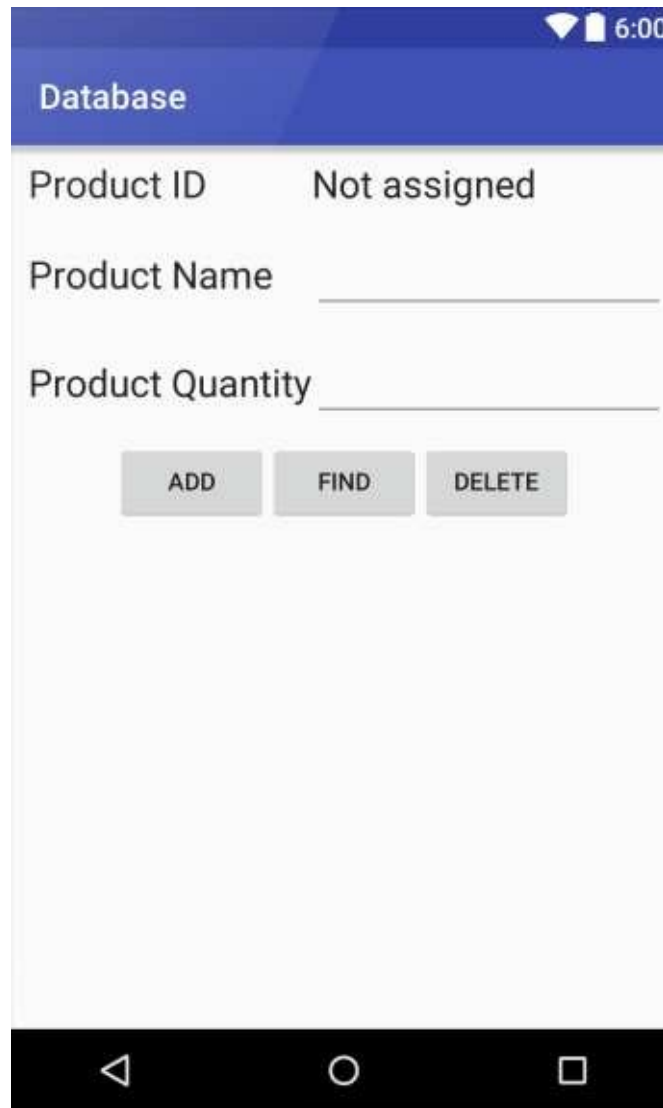 6:00
Database
Product ID Not assigned
Product Name
Product Quantity
ADD FIND DELETE